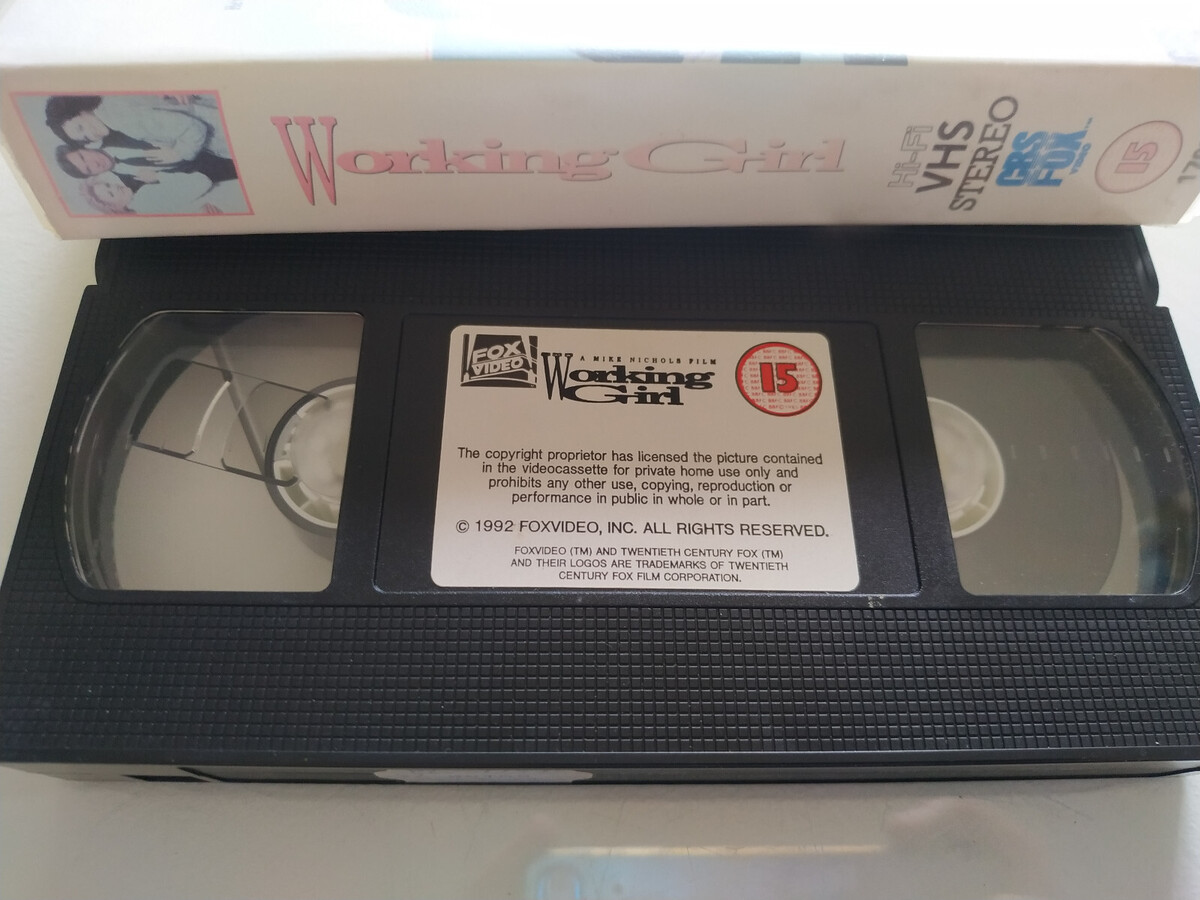 Working Girl
Hi-Fi
VHS
STEREO
CBS
FOX
VIDEO
15
FOX
VIDEO
A MIKE NICHOLS FILM
Working
Girl
15
The copyright proprietor has licensed the picture contained
in the videocassette for private home use only and
prohibits any other use, copying, reproduction or
performance in public in whole or in part.
© 1992 FOXVIDEO, INC. ALL RIGHTS RESERVED.
FOXVIDEO (TM) AND TWENTIETH CENTURY FOX (TM)
AND THEIR LOGOS ARE TRADEMARKS OF TWENTIETH
CENTURY FOX FILM CORPORATION.